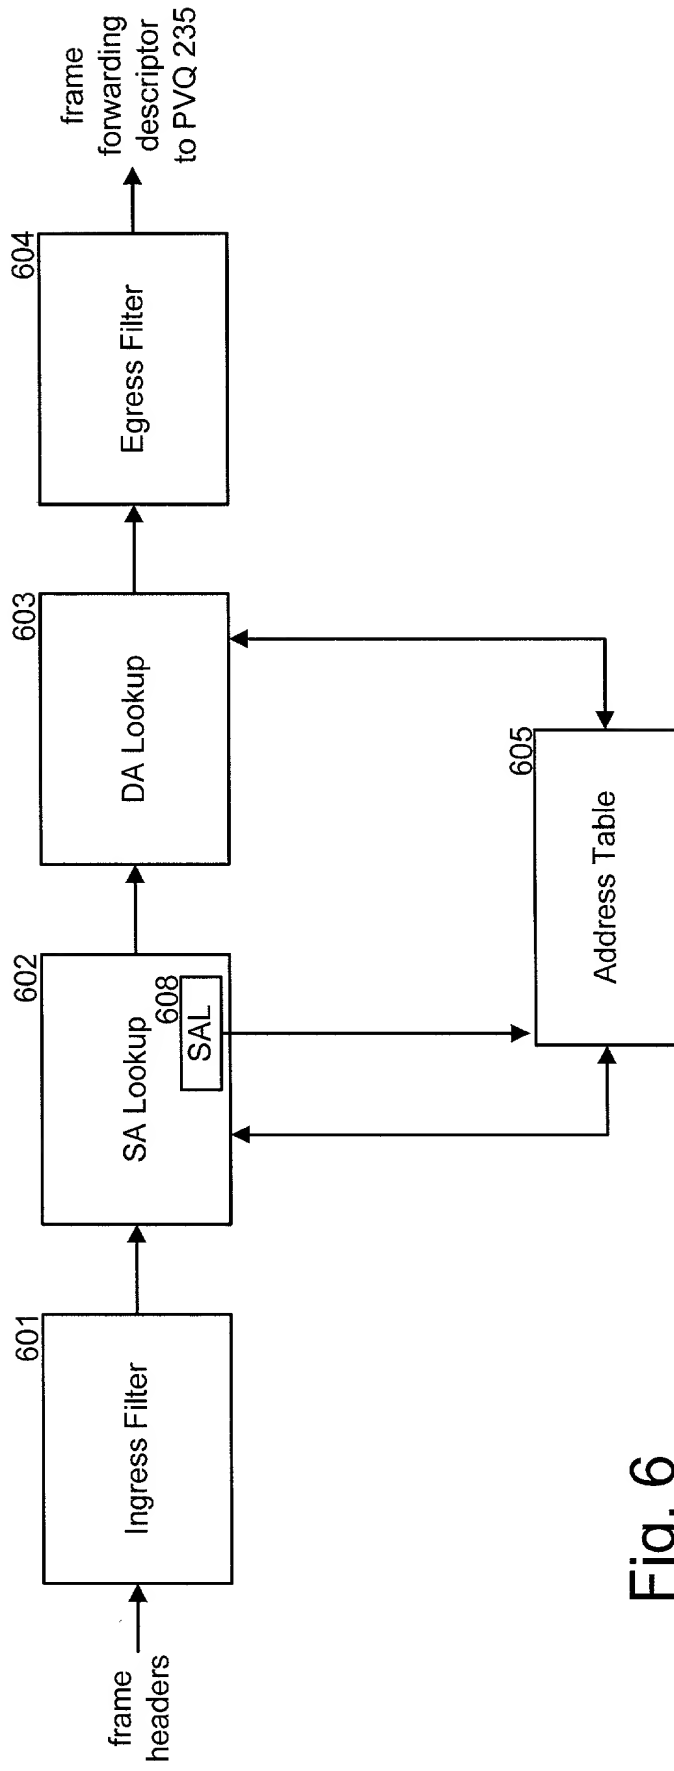 frame
headers
601
Ingress Filter
602
SA Lookup
608
SAL
603
DA Lookup
604
Egress Filter
frame
forwarding
descriptor
to PVQ 235
605
Address Table
Fig. 6